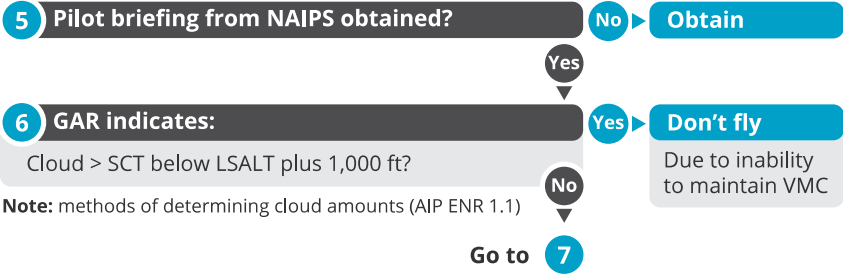 5 Pilot briefing from NAIPS obtained? No Obtain
Yes
6 GAR indicates: Yes Don't fly
Cloud > SCT below LSALT plus 1,000 ft? Due to inability
to maintain VMC
No
Note: methods of determining cloud amounts (AIP ENR 1.1)
Go to 7